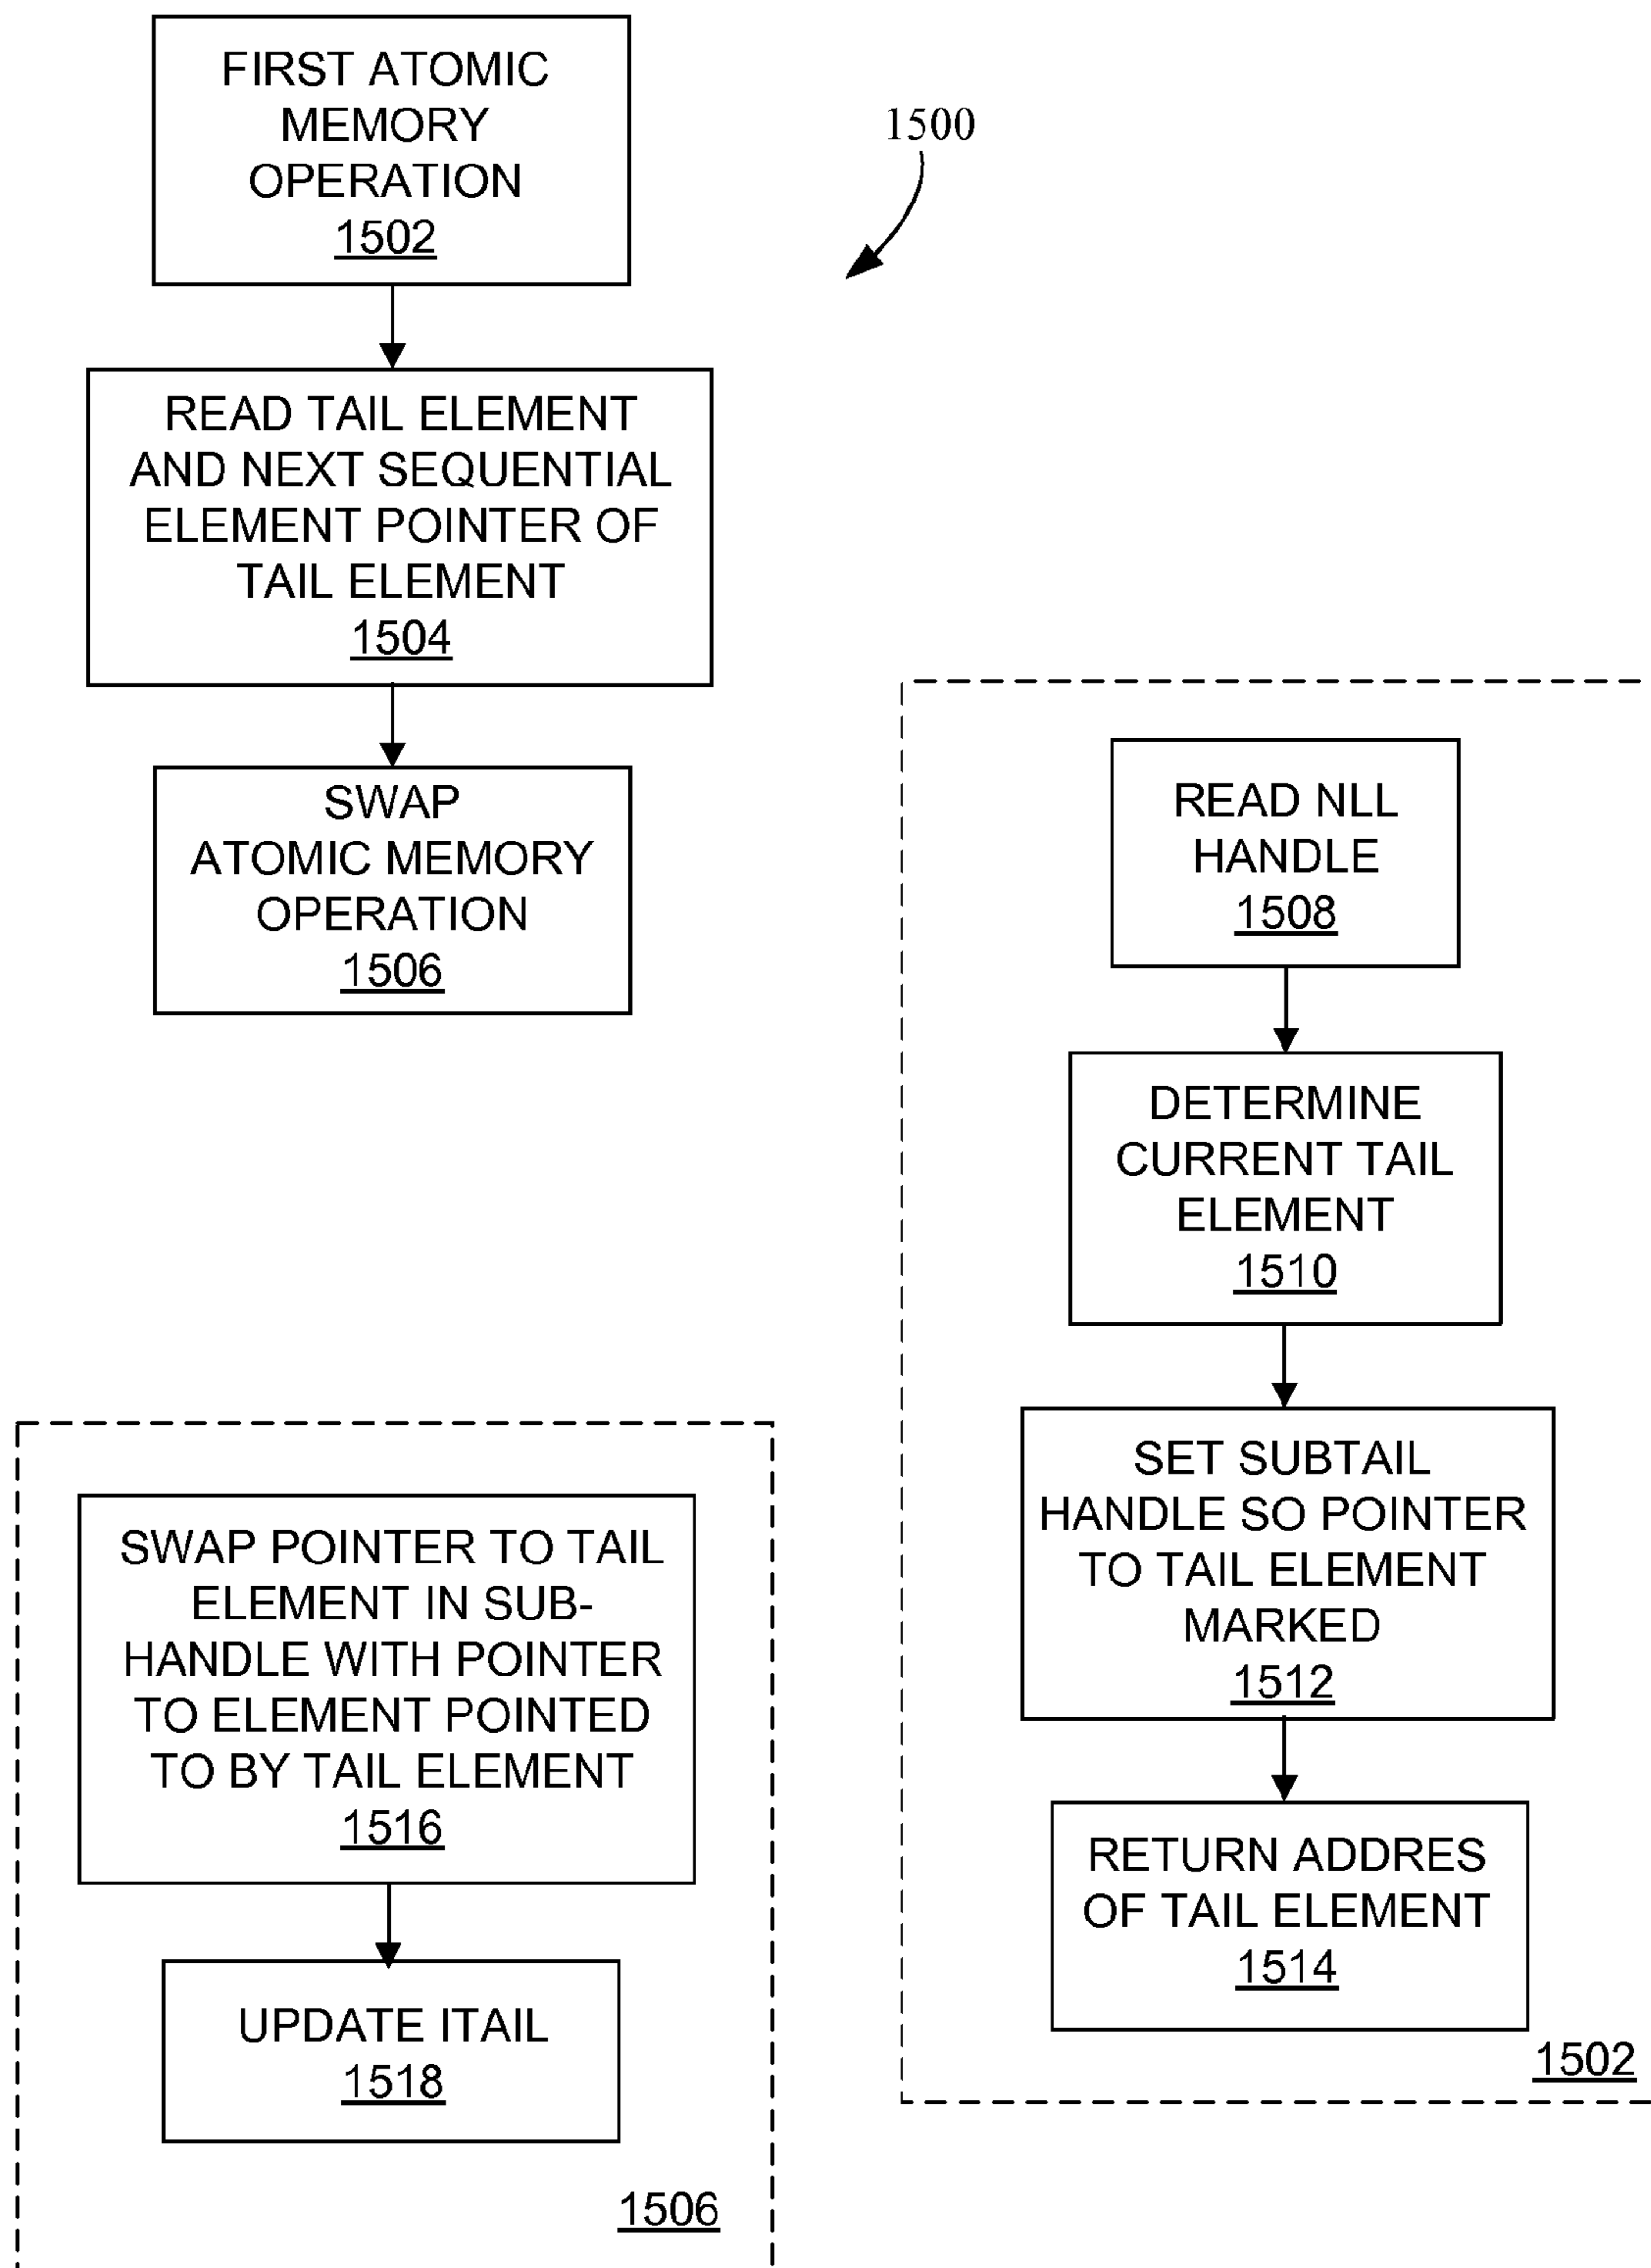 FIRST ATOMIC
MEMORY
OPERATION
1502
1500
READ TAIL ELEMENT
AND NEXT SEQUENTIAL
ELEMENT POINTER OF
TAIL ELEMENT
1504
SWAP
ATOMIC MEMORY
OPERATION
1506
READ NLL
HANDLE
1508
DETERMINE
CURRENT TAIL
ELEMENT
1510
SET SUBTAIL
HANDLE SO POINTER
TO TAIL ELEMENT
MARKED
1512
RETURN ADDRES
OF TAIL ELEMENT
1514
1502
SWAP POINTER TO TAIL
ELEMENT IN SUB-
HANDLE WITH POINTER
TO ELEMENT POINTED
TO BY TAIL ELEMENT
1516
UPDATE ITAIL
1518
1506